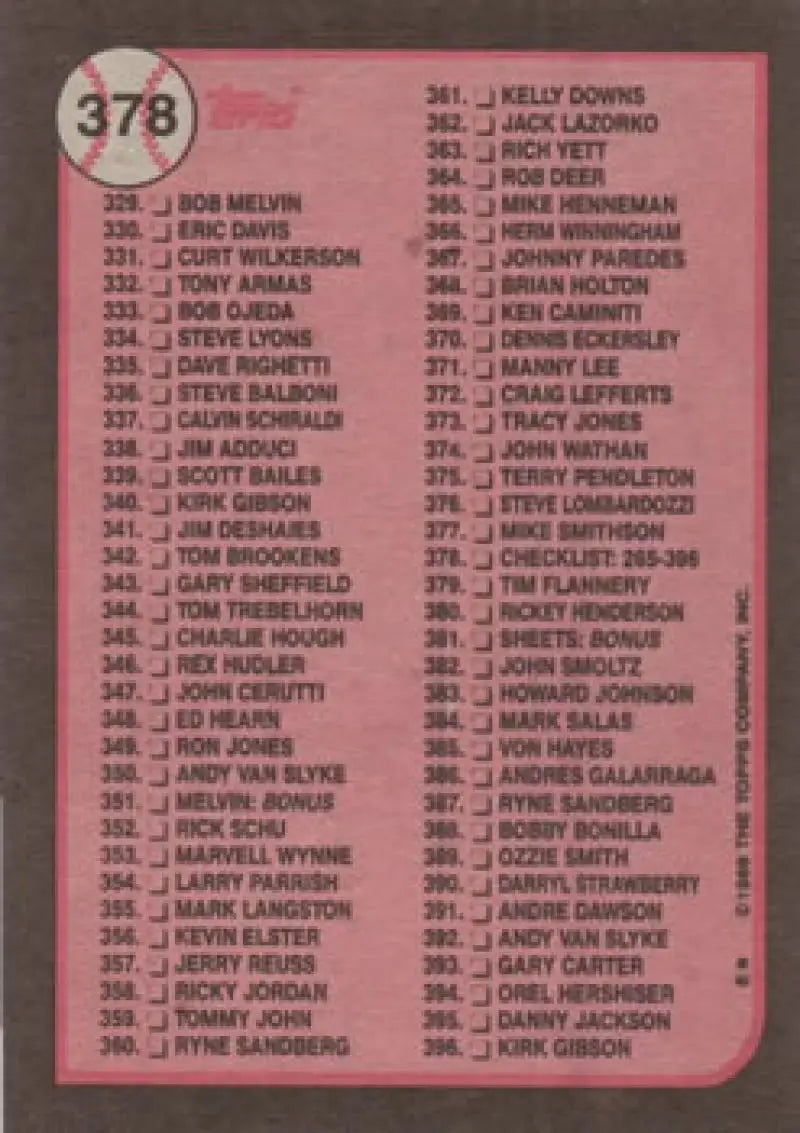 378
Topps
329. BOB MELVIN
330. ERIC DAVIS
331. CURT WILKERSON
332. TONY ARMAS
333. BOB OJEDA
334. STEVE LYONS
335. DAVE RIGHETTI
336. STEVE BALBONI
337. CALVIN SCHIRALDI
338. JIM ADDUCI
339. SCOTT BAILES
340. KIRK GIBSON
341. JIM DESHAIES
342. TOM BROOKENS
343. GARY SHEFFIELD
344. TOM TREBELHORN
345. CHARLIE HOUGH
346. REX HUDLER
347. JOHN CERUTTI
348. ED HEARN
349. RON JONES
350. ANDY VAN SLYKE
351. MELVIN: BONUS
352. RICK SCHU
353. MARVELL WYNNE
354. LARRY PARRISH
355. MARK LANGSTON
356. KEVIN ELSTER
357. JERRY REUSS
358. RICKY JORDAN
359. TOMMY JOHN
360. RYNE SANDBERG
361. KELLY DOWNS
362. JACK LAZORKO
363. RICH YETT
364. ROB DEER
365. MIKE HENNEMAN
366. HERM WINNINGHAM
367. JOHNNY PAREDES
368. BRIAN HOLTON
369. KEN CAMINITI
370. DENNIS ECKERSLEY
371. MANNY LEE
372. CRAIG LEFFERTS
373. TRACY JONES
374. JOHN WATHAN
375. TERRY PENDLETON
376. STEVE LOMBARDOZZI
377. MIKE SMITHSON
378. CHECKLIST: 265-396
379. TIM FLANNERY
380. RICKEY HENDERSON
381. SHEETS: BONUS
382. JOHN SMOLTZ
383. HOWARD JOHNSON
384. MARK SALAS
385. VON HAYES
386. ANDRES GALARRAGA
387. RYNE SANDBERG
388. BOBBY BONILLA
389. OZZIE SMITH
390. DARRYL STRAWBERRY
391. ANDRE DAWSON
392. ANDY VAN SLYKE
393. GARY CARTER
394. OREL HERSHISER
395. DANNY JACKSON
396. KIRK GIBSON
THE TOPPS COMPANY, INC.